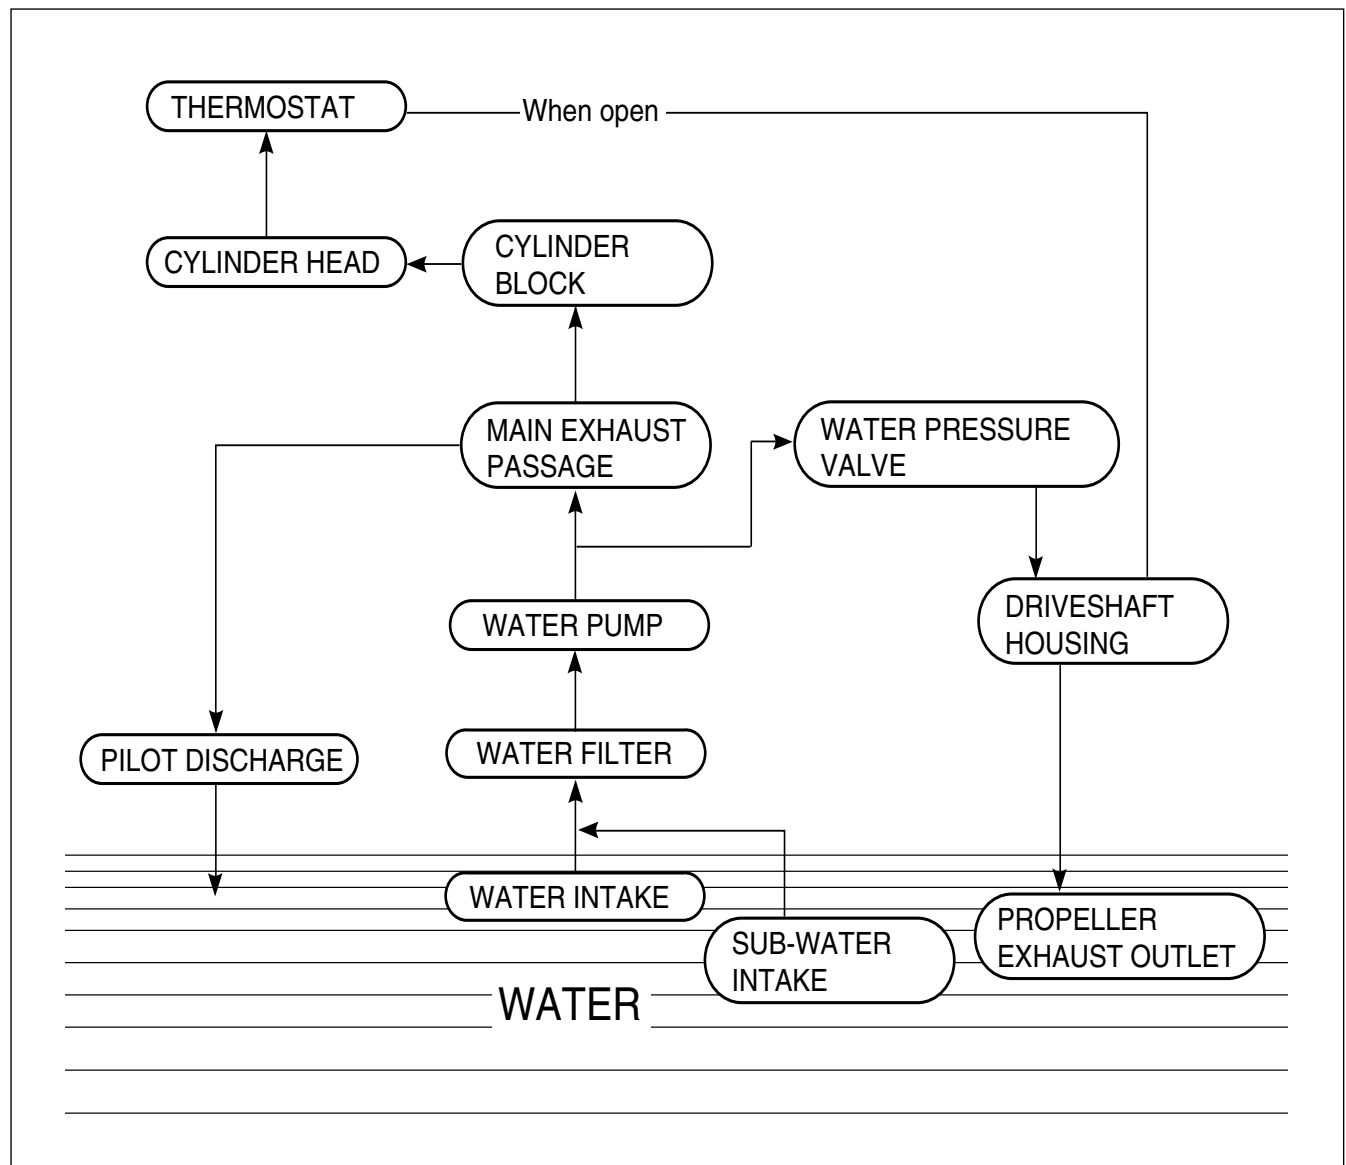 THERMOSTAT
When open
CYLINDER HEAD
CYLINDER
BLOCK
MAIN EXHAUST
PASSAGE
WATER PRESSURE
VALVE
WATER PUMP
DRIVESHAFT
HOUSING
PILOT DISCHARGE
WATER FILTER
WATER INTAKE
SUB-WATER
INTAKE
PROPELLER
EXHAUST OUTLET
WATER